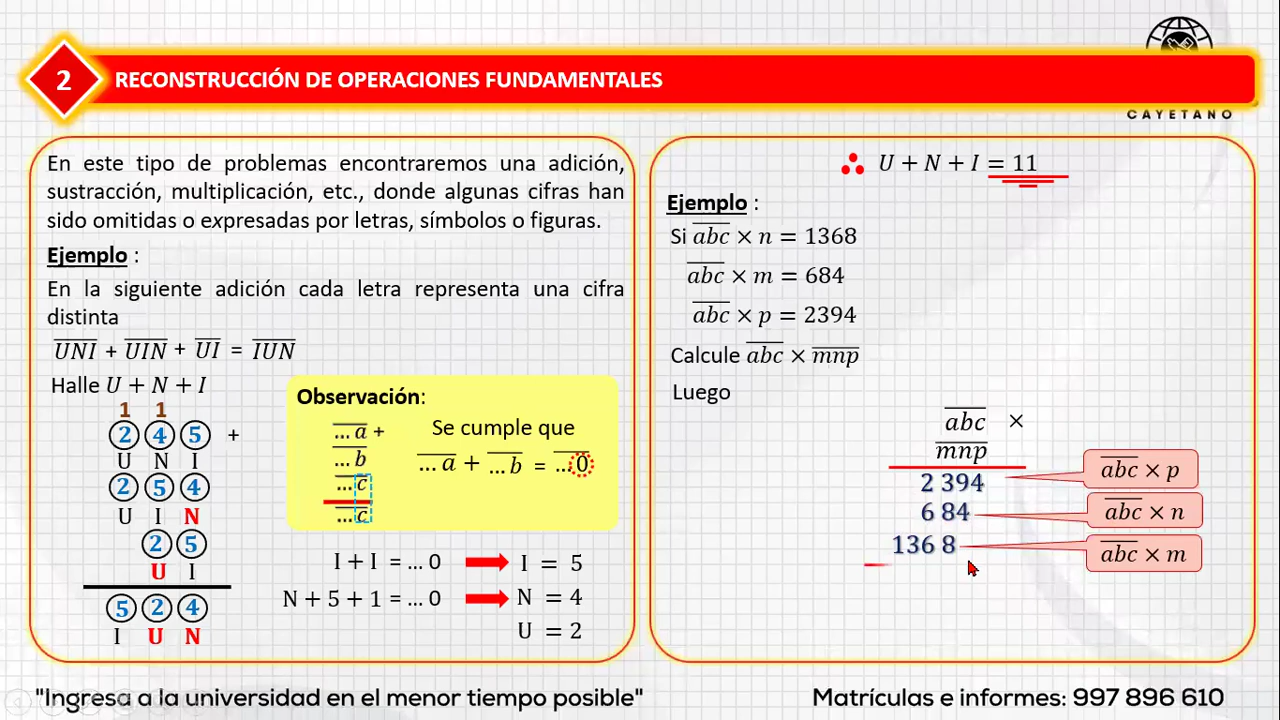 2
RECONSTRUCCIÓN DE OPERACIONES FUNDAMENTALES
CAYETANO
En este tipo de problemas encontraremos una adición,
sustracción, multiplicación, etc., donde algunas cifras han
sido omitidas o expresadas por letras, símbolos o figuras.
Ejemplo :
En la siguiente adición cada letra representa una cifra
distinta
UNI + UIN + UI = IUN
Halle U + N + I
1 1
2 4 5 +
U N I
2 5 4
U I N
2 5
U I
5 2 4
I U N
Observación:
...a +
...b
...c
...c
Se cumple que
...a + ...b = ...0
I + I = ...0 I = 5
N + 5 + 1 = ...0 N = 4
U = 2
∴ U + N + I = 11
Ejemplo :
Si abc × n = 1368
abc × m = 684
abc × p = 2394
Calcule abc × mnp
Luego
abc ×
mnp
2 394 abc × p
6 84 abc × n
136 8 abc × m
"Ingresa a la universidad en el menor tiempo posible"
Matrículas e informes: 997 896 610